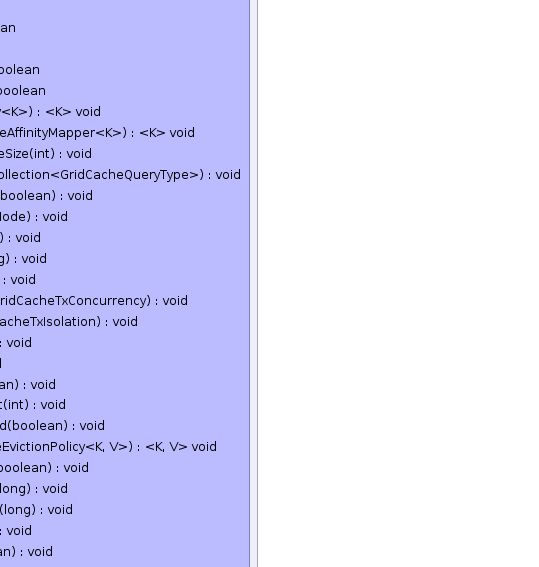 an
oolean
boolean
<K>) : <K> void
eAffinityMapper<K>) : <K> void
eSize(int) : void
ollection<GridCacheQueryType>) : void
boolean) : void
ode) : void
) : void
g) : void
: void
ridCacheTxConcurrency) : void
acheTxIsolation) : void
: void
an) : void
t(int) : void
d(boolean) : void
eEvictionPolicy<K, V>) : <K, V> void
boolean) : void
long) : void
(long) : void
: void
an) : void